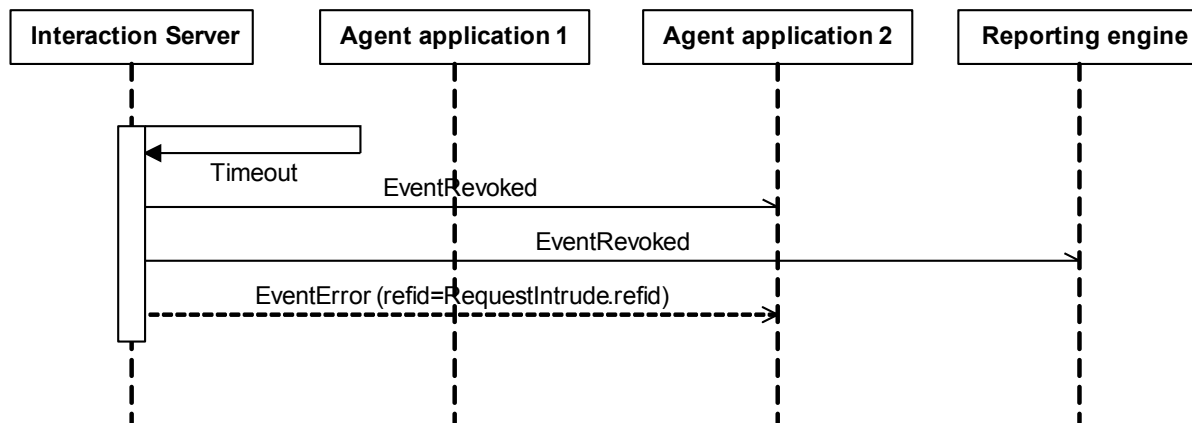 Interaction Server
Agent application 1
Agent application 2
Reporting engine
Timeout
EventRevoked
EventRevoked
EventError (refid=RequestIntrude.refid)